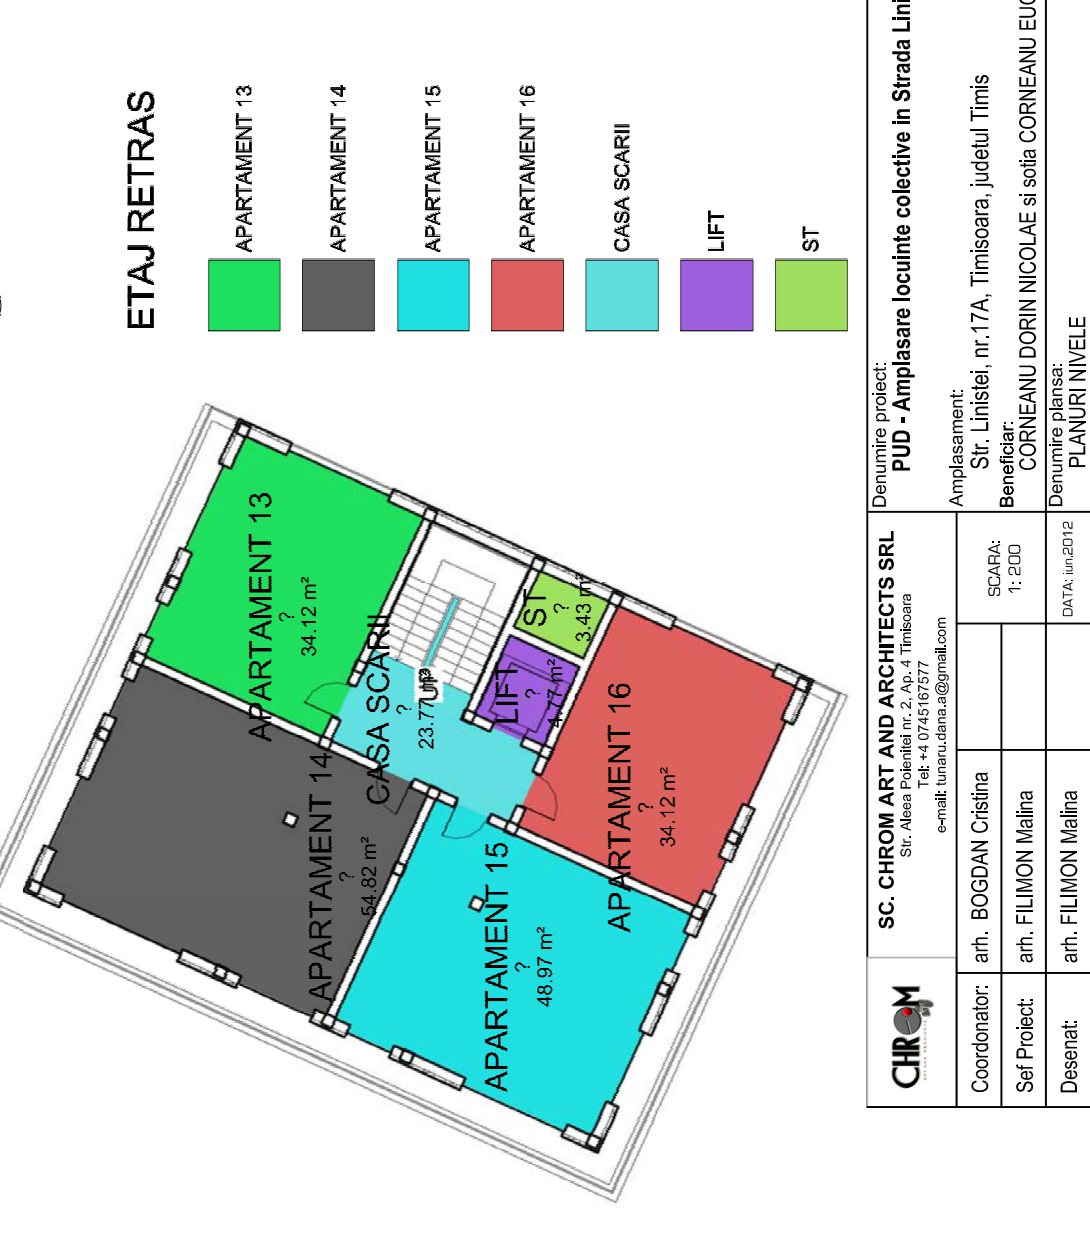 ETAJ RETRAS
APARTAMENT 13
APARTAMENT 14
APARTAMENT 15
APARTAMENT 16
CASA SCARII
LIFT
ST
APARTAMENT 13
?
34.12 m²
CASA SCARII
?
23.77 m²
UP
ST
?
3.43 m²
LIFT
?
4.77 m²
APARTAMENT 14
?
54.82 m²
APARTAMENT 15
?
48.97 m²
APARTAMENT 16
?
34.12 m²
CHROM
SC. CHROM ART AND ARCHITECTS SRL
Str. Aleea Poienitei nr. 2, Ap. 4 Timisoara
Tel: +4 0745167577
e-mail: tunaru.dana.a@gmail.com
Denumire proiect:
PUD - Amplasare locuinte colective in Strada Lini
Amplasament:
Str. Linistei, nr.17A, Timisoara, judetul Timis
Beneficiar:
CORNEANU DORIN NICOLAE si sotia CORNEANU EUG
Coordonator: arh. BOGDAN Cristina
Sef Proiect: arh. FILIMON Malina
Desenat: arh. FILIMON Malina
SCARA:
1: 200
DATA: iun.2012
Denumire plansa:
PLANURI NIVELE